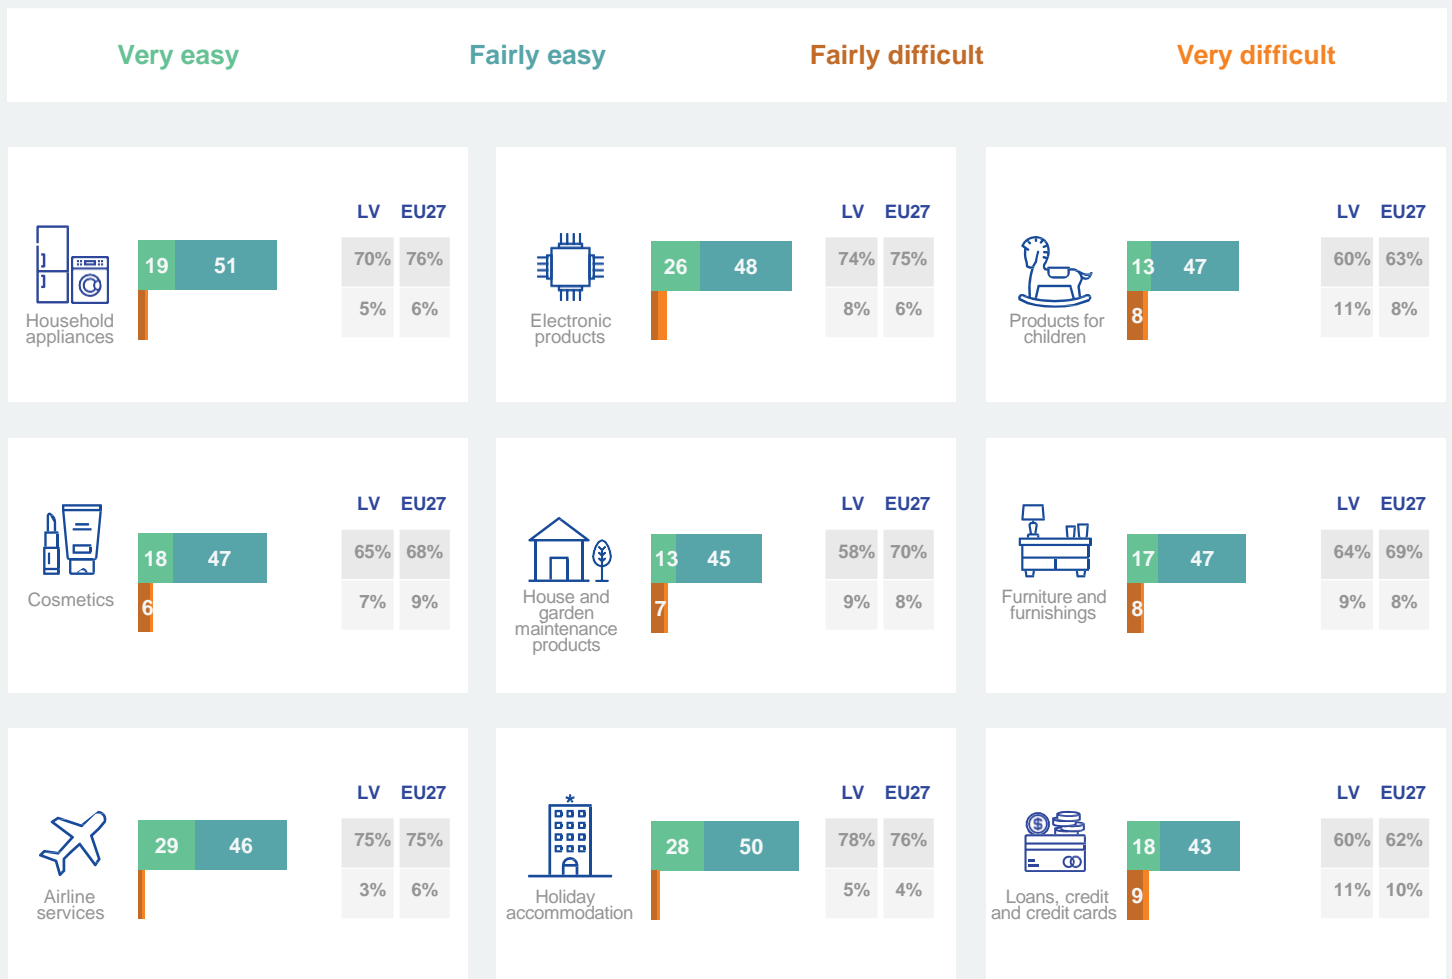 Very easy Fairly easy Fairly difficult Very difficult
LV EU27
19 51 70% 76%
5% 6%
Household
appliances
LV EU27
26 48 74% 75%
8% 6%
Electronic
products
LV EU27
13 47 60% 63%
8 11% 8%
Products for
children
LV EU27
18 47 65% 68%
6 7% 9%
Cosmetics
LV EU27
13 45 58% 70%
7 9% 8%
House and
garden
maintenance
products
LV EU27
17 47 64% 69%
8 9% 8%
Furniture and
furnishings
LV EU27
29 46 75% 75%
3% 6%
Airline
services
LV EU27
28 50 78% 76%
5% 4%
Holiday
accommodation
LV EU27
$
18 43 60% 62%
9 11% 10%
Loans, credit
and credit cards